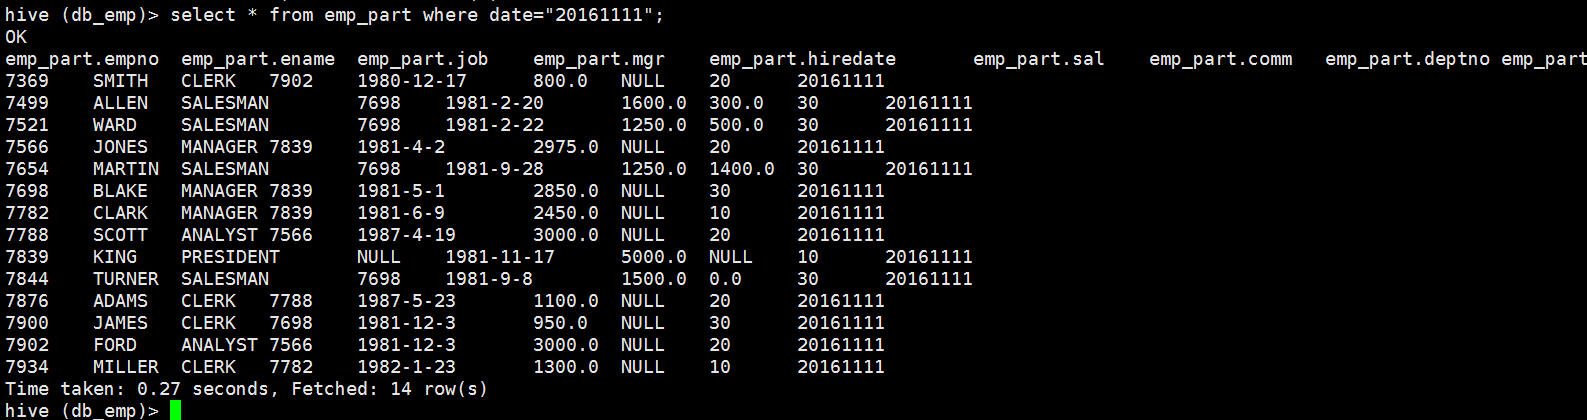 hive (db_emp)> select * from emp_part where date="20161111";
OK
emp_part.empno	emp_part.ename	emp_part.job	emp_part.mgr	emp_part.hiredate	emp_part.sal	emp_part.comm	emp_part.deptno	emp_part
7369	SMITH	CLERK	7902	1980-12-17	800.0	NULL	20	20161111
7499	ALLEN	SALESMAN	7698	1981-2-20	1600.0	300.0	30	20161111
7521	WARD	SALESMAN	7698	1981-2-22	1250.0	500.0	30	20161111
7566	JONES	MANAGER	7839	1981-4-2	2975.0	NULL	20	20161111
7654	MARTIN	SALESMAN	7698	1981-9-28	1250.0	1400.0	30	20161111
7698	BLAKE	MANAGER	7839	1981-5-1	2850.0	NULL	30	20161111
7782	CLARK	MANAGER	7839	1981-6-9	2450.0	NULL	10	20161111
7788	SCOTT	ANALYST	7566	1987-4-19	3000.0	NULL	20	20161111
7839	KING	PRESIDENT	NULL	1981-11-17	5000.0	NULL	10	20161111
7844	TURNER	SALESMAN	7698	1981-9-8	1500.0	0.0	30	20161111
7876	ADAMS	CLERK	7788	1987-5-23	1100.0	NULL	20	20161111
7900	JAMES	CLERK	7698	1981-12-3	950.0	NULL	30	20161111
7902	FORD	ANALYST	7566	1981-12-3	3000.0	NULL	20	20161111
7934	MILLER	CLERK	7782	1982-1-23	1300.0	NULL	10	20161111
Time taken: 0.27 seconds, Fetched: 14 row(s)
hive (db_emp)>